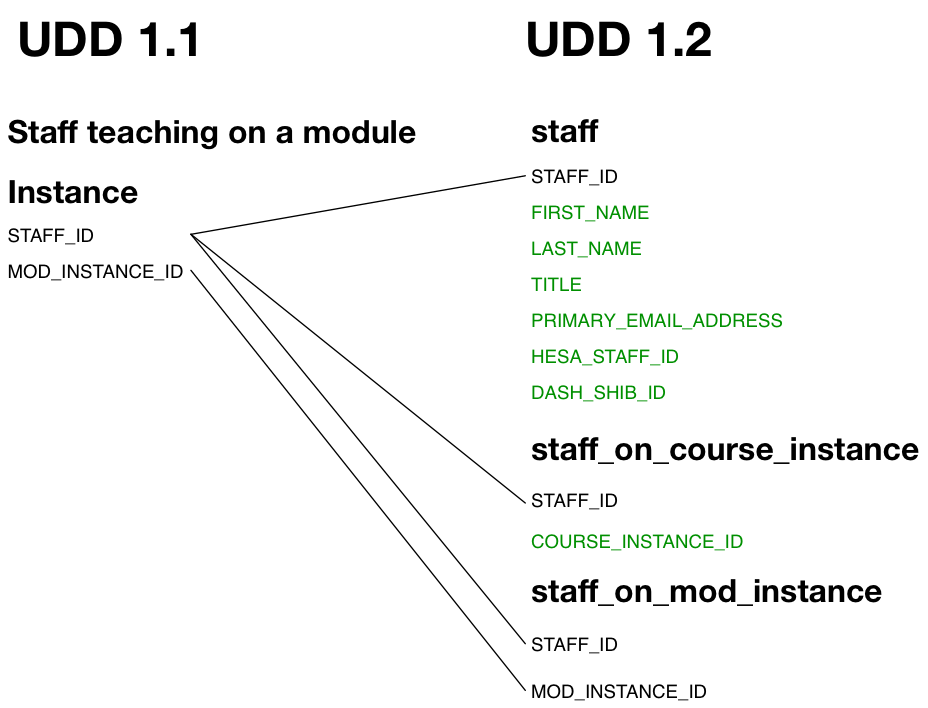 UDD 1.1
Staff teaching on a module
Instance
STAFF_ID
MOD_INSTANCE_ID
UDD 1.2
staff
STAFF_ID
FIRST_NAME
LAST_NAME
TITLE
PRIMARY_EMAIL_ADDRESS
HESA_STAFF_ID
DASH_SHIB_ID
staff_on_course_instance
STAFF_ID
COURSE_INSTANCE_ID
staff_on_mod_instance
STAFF_ID
MOD_INSTANCE_ID